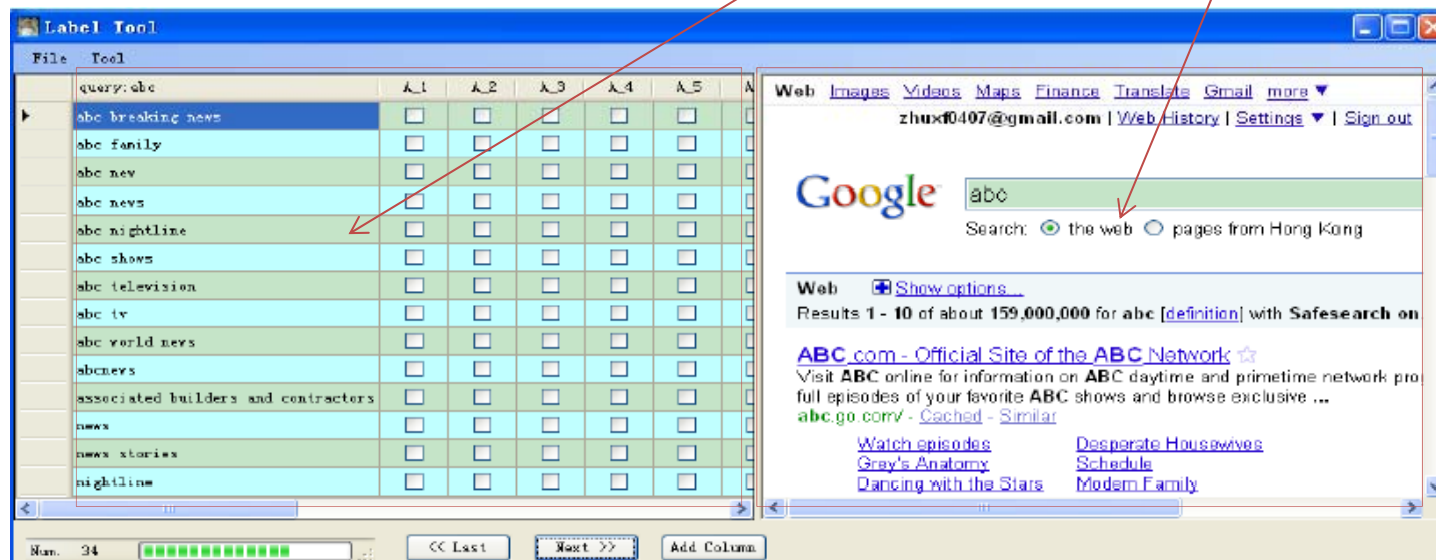 Label Tool
File Tool
query:abc A_1 A_2 A_3 A_4 A_5 A
abc breaking news
abc family
abc new
abc news
abc nightline
abc shows
abc television
abc tv
abc world news
abcnews
associated builders and contractors
news
news stories
nightline
Num. 34 << Last Next >> Add Column
Web Images Videos Maps Finance Translate Gmail more ▼
zhuxf0407@gmail.com | Web History | Settings ▼ | Sign out
Google abc
Search: the web pages from Hong Kong
Web Show options...
Results 1 - 10 of about 159,000,000 for abc [definition] with Safesearch on
ABC.com - Official Site of the ABC Network
Visit ABC online for information on ABC daytime and primetime network pro
full episodes of your favorite ABC shows and browse exclusive ...
abc.go.com/ - Cached - Similar
Watch episodes Desperate Housewives
Grey's Anatomy Schedule
Dancing with the Stars Modern Family